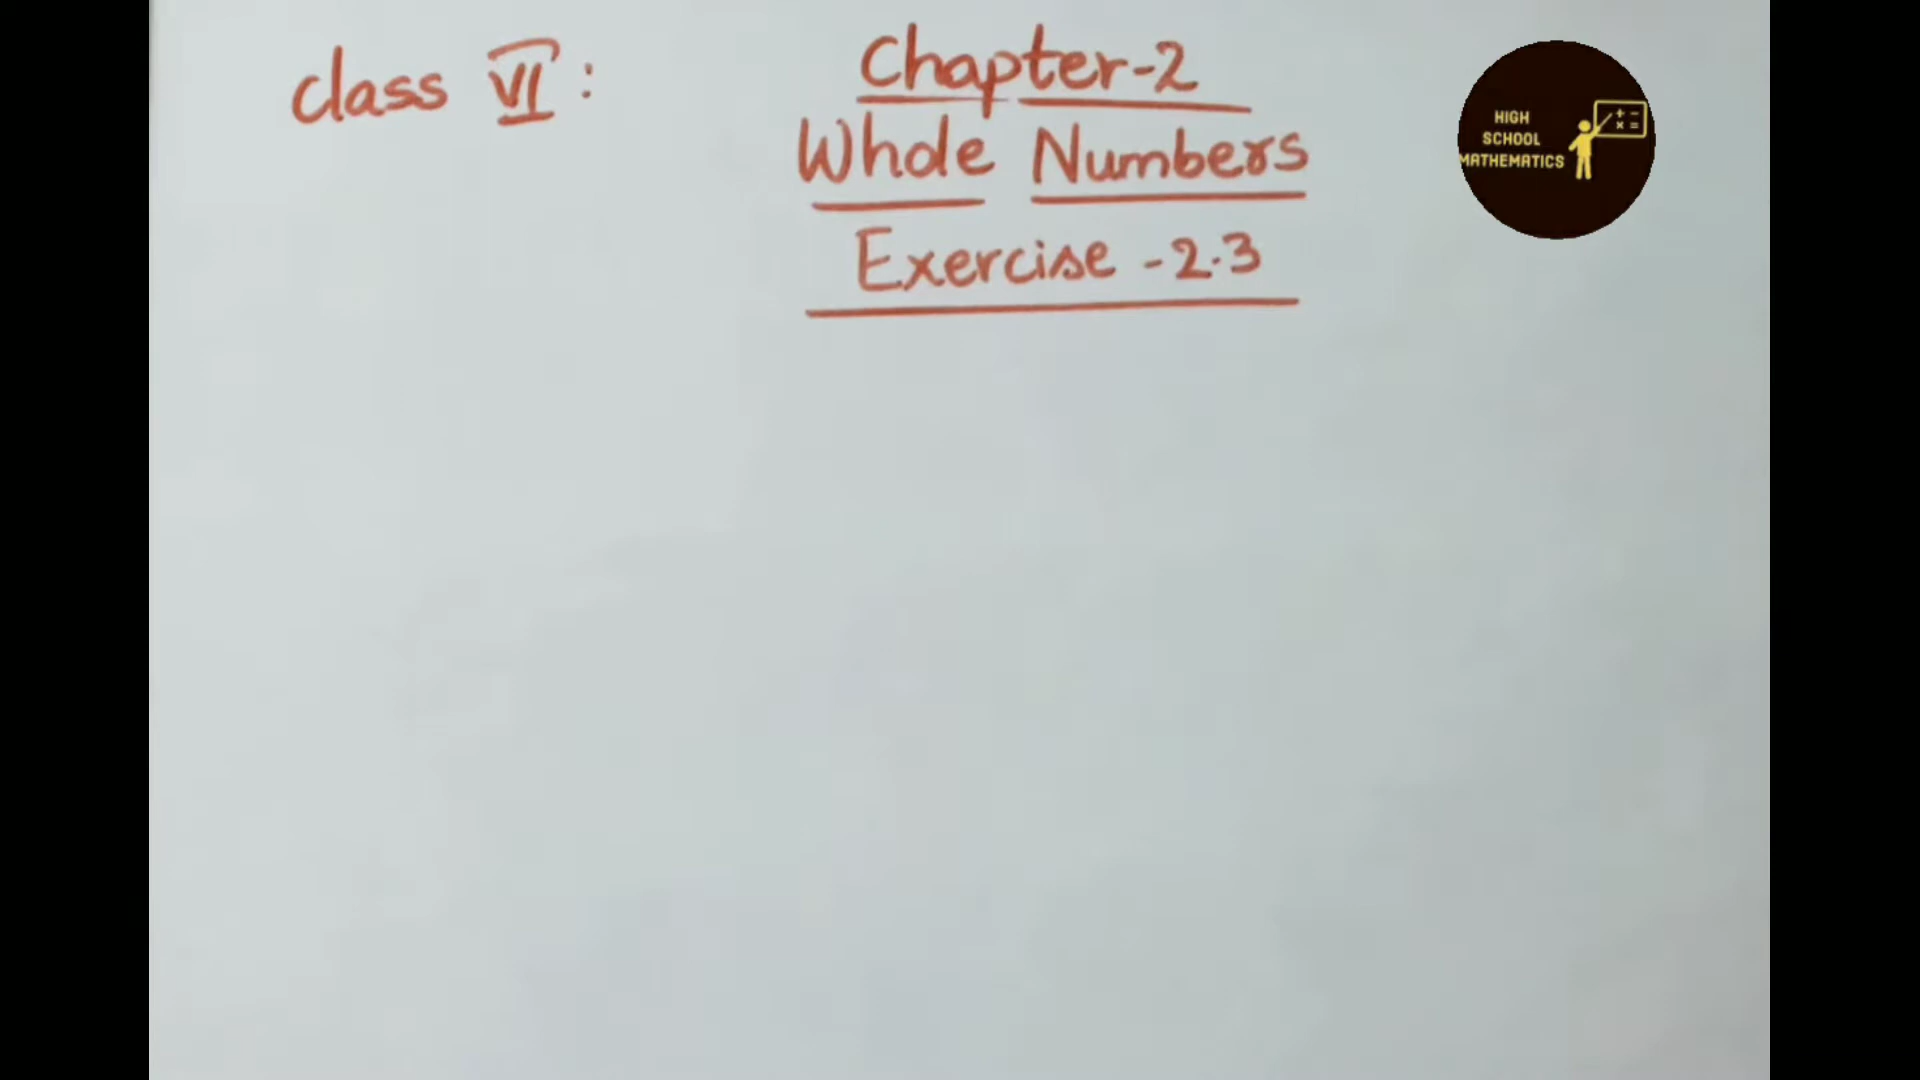 class VI:
Chapter-2
Whole Numbers
Exercise -2.3
HIGH
SCHOOL
MATHEMATICS
+ -
× =